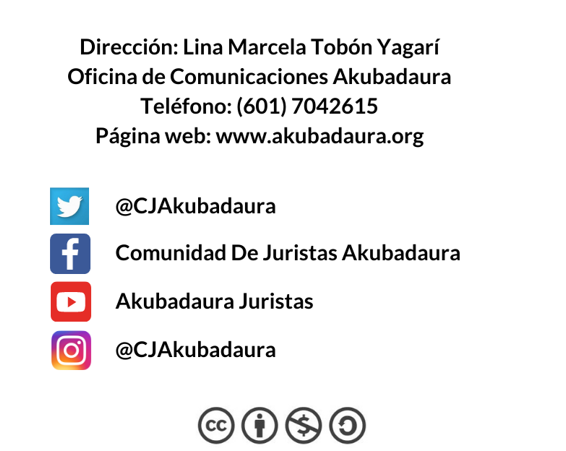 Dirección: Lina Marcela Tobón Yagarí
Oficina de Comunicaciones Akubadaura
Teléfono: (601) 7042615
Página web: www.akubadaura.org
@CJAkubadaura
Comunidad De Juristas Akubadaura
Akubadaura Juristas
@CJAkubadaura
cc